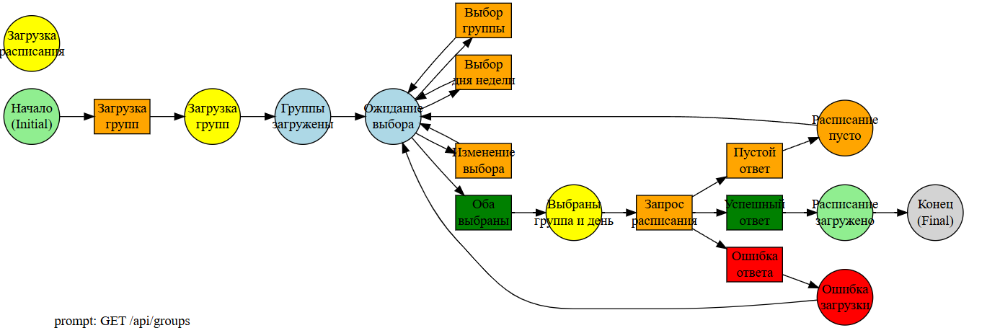 Загрузка
расписания
Начало
(Initial)
Загрузка
групп
Загрузка
групп
Группы
загружены
Ожидание
выбора
Выбор
группы
Выбор
дня недели
Изменение
выбора
Оба
выбраны
Выбраны
группа и день
Запрос
расписания
Пустой
ответ
Успешный
ответ
Ошибка
ответа
Расписание
пусто
Расписание
загружено
Ошибка
загрузки
Конец
(Final)
prompt: GET /api/groups